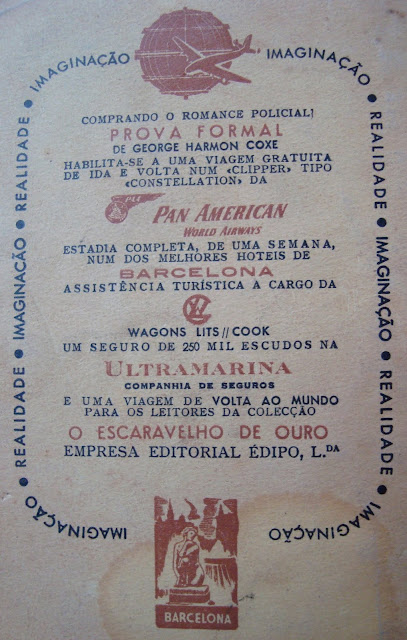 IMAGINAÇÃO • REALIDADE • IMAGINAÇÃO • REALIDADE • IMAGINAÇÃO
IMAGINAÇÃO • REALIDADE • IMAGINAÇÃO • REALIDADE • IMAGINAÇÃO
IMAGINAÇÃO
IMAGINAÇÃO
COMPRANDO O ROMANCE POLICIAL;
PROVA FORMAL
DE GEORGE HARMON COXE
HABILITA-SE A UMA VIAGEM GRATUITA
DE IDA E VOLTA NUM «CLIPPER» TIPO
«CONSTELLATION» DA
PAA
PAN AMERICAN
WORLD AIRWAYS
ESTADIA COMPLETA, DE UMA SEMANA,
NUM DOS MELHORES HOTEIS DE
BARCELONA
ASSISTÊNCIA TURÍSTICA A CARGO DA
WL
WAGONS LITS // COOK
UM SEGURO DE 250 MIL ESCUDOS NA
ULTRAMARINA
COMPANHIA DE SEGUROS
E UMA VIAGEM DE VOLTA AO MUNDO
PARA OS LEITORES DA COLECÇÃO
O ESCARAVELHO DE OURO
EMPRESA EDITORIAL ÉDIPO, L.DA
BARCELONA